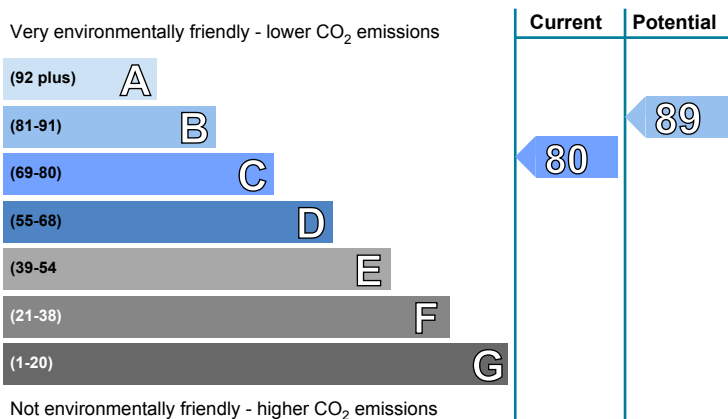 Very environmentally friendly - lower CO₂ emissions
Current
Potential
(92 plus) A
(81-91) B
89
(69-80) C
80
(55-68) D
(39-54 E
(21-38) F
(1-20) G
Not environmentally friendly - higher CO₂ emissions